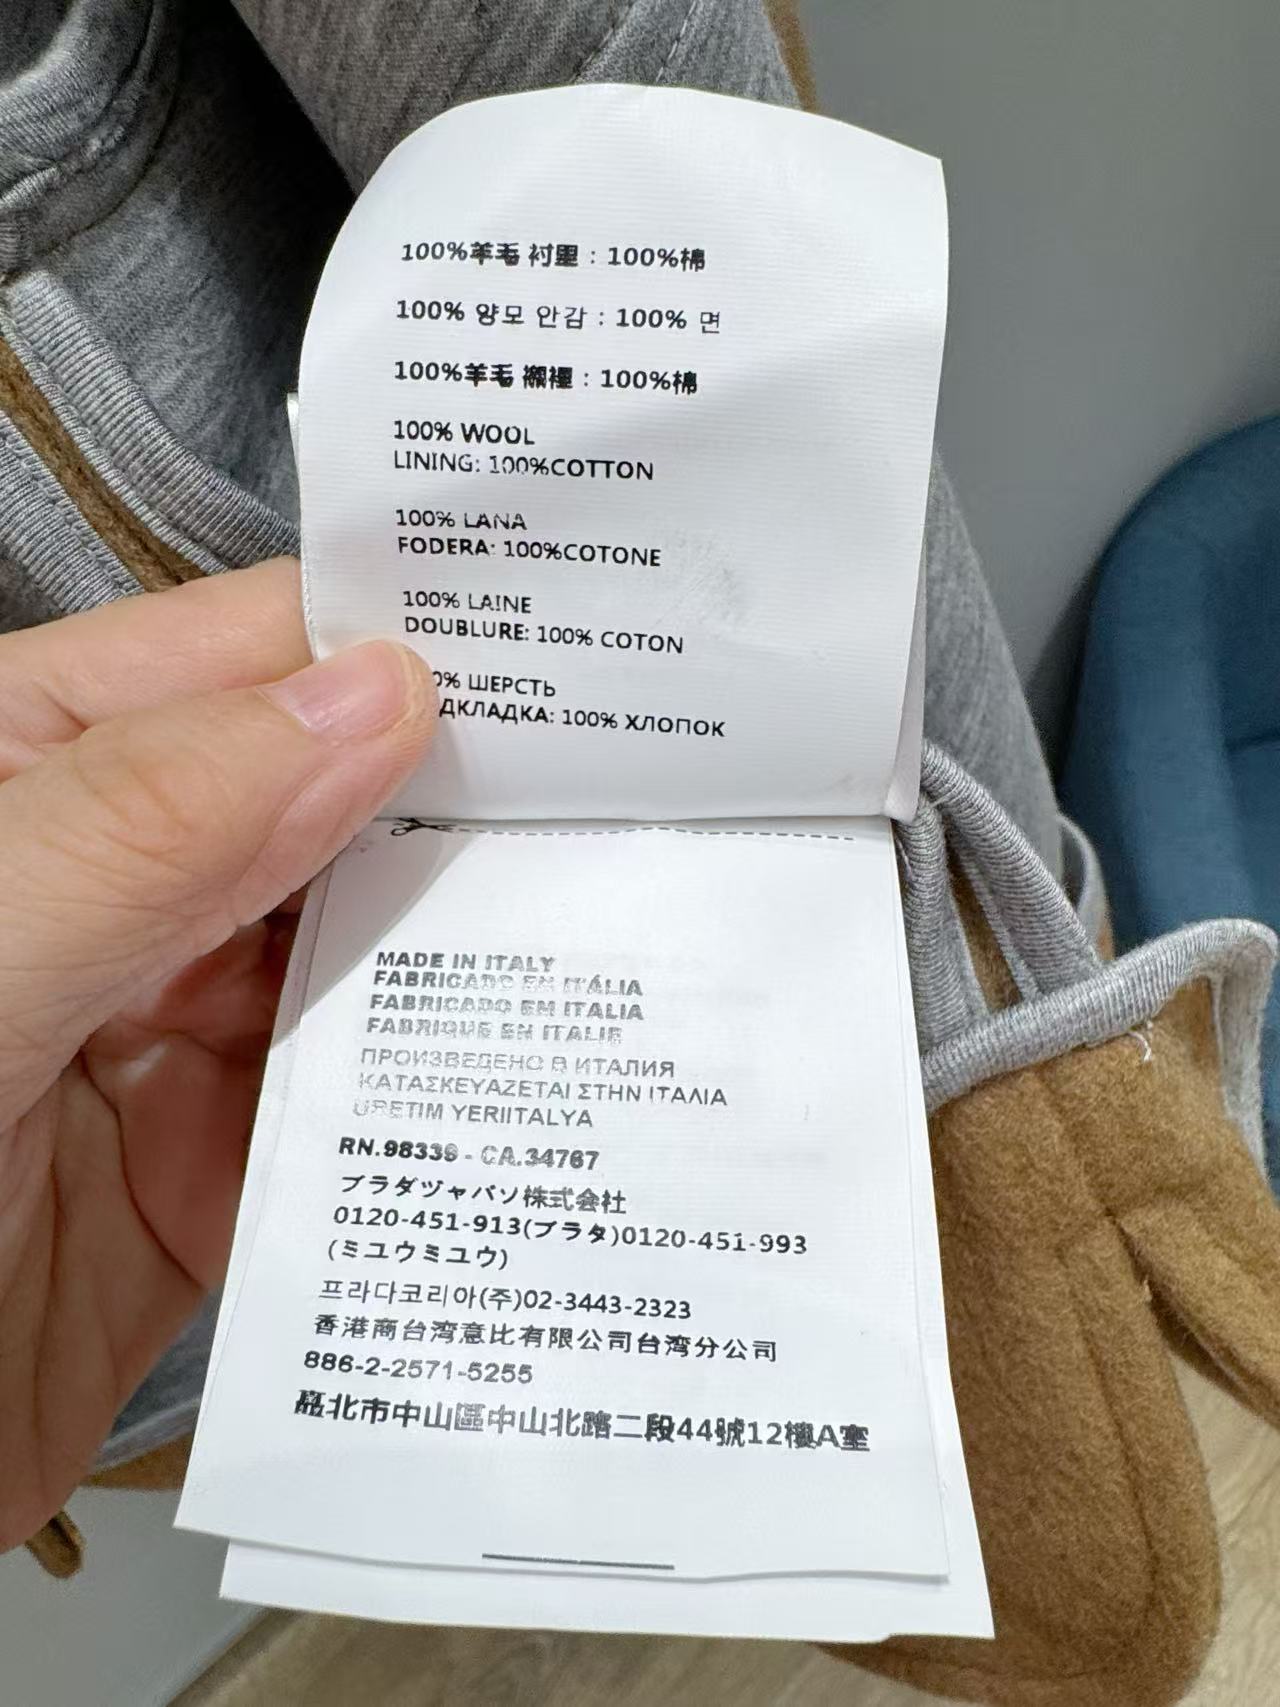 100%羊毛 衬里：100%棉
100% 양모 안감 : 100% 면
100%羊毛 襯裡：100%棉
100% WOOL
LINING: 100%COTTON
100% LANA
FODERA: 100%COTONE
100% LAINE
DOUBLURE: 100% COTON
0% ШЕРСТЬ
ДКЛАДКА: 100% ХЛОПОК
MADE IN ITALY
FABRICADO EN ITÁLIA
FABRICADO EM ITALIA
FABRIQUE EN ITALIE
ПРОИЗВЕДЕНО В ИТАЛИЯ
ΚΑΤΑΣΚΕΥΑΖΕΤΑΙ ΣΤΗΝ ΙΤΑΛΙΑ
URETIM YERIITALYA
RN.98339 - CA.34767
プラダヅャバソ株式会社
0120-451-913(プラタ)0120-451-993
(ミユウミユウ)
프라다코리아(주)02-3443-2323
香港商台湾意比有限公司台湾分公司
886-2-2571-5255
北市中山區中山北路二段44號12樓A室